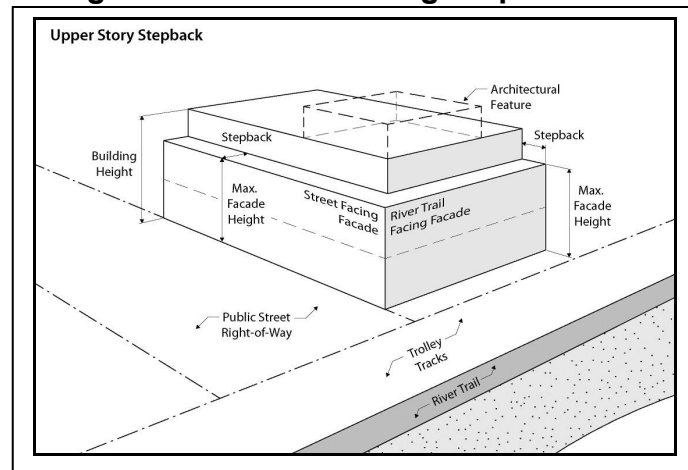 Upper Story Stepback
Architectural
Feature
Stepback
Stepback
Building
Height
Max.
Facade
Height
Street Facing
Facade
River Trail
Facing Facade
Max.
Facade
Height
Public Street
Right-of-Way
Trolley
Tracks
River Trail